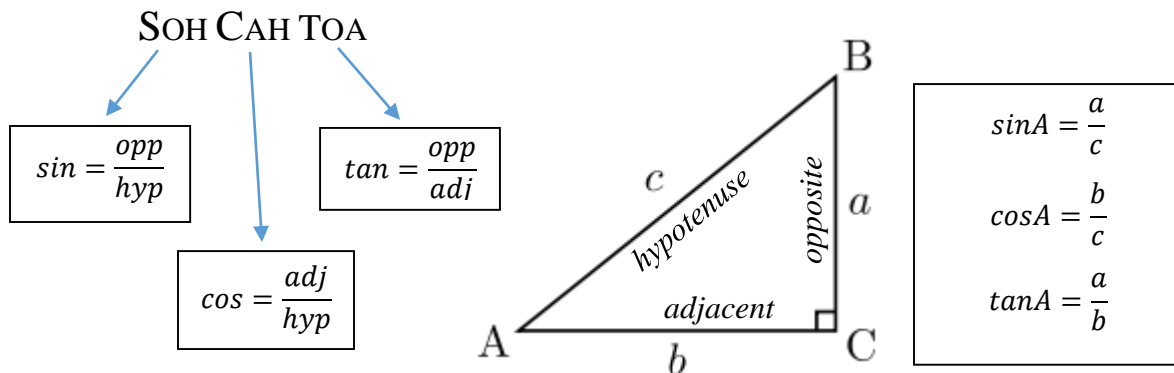 SOH CAH TOA
sin = opp/hyp
tan = opp/adj
cos = adj/hyp
B
c
hypotenuse
opposite
a
adjacent
A
b
C
sinA = a/c
cosA = b/c
tanA = a/b